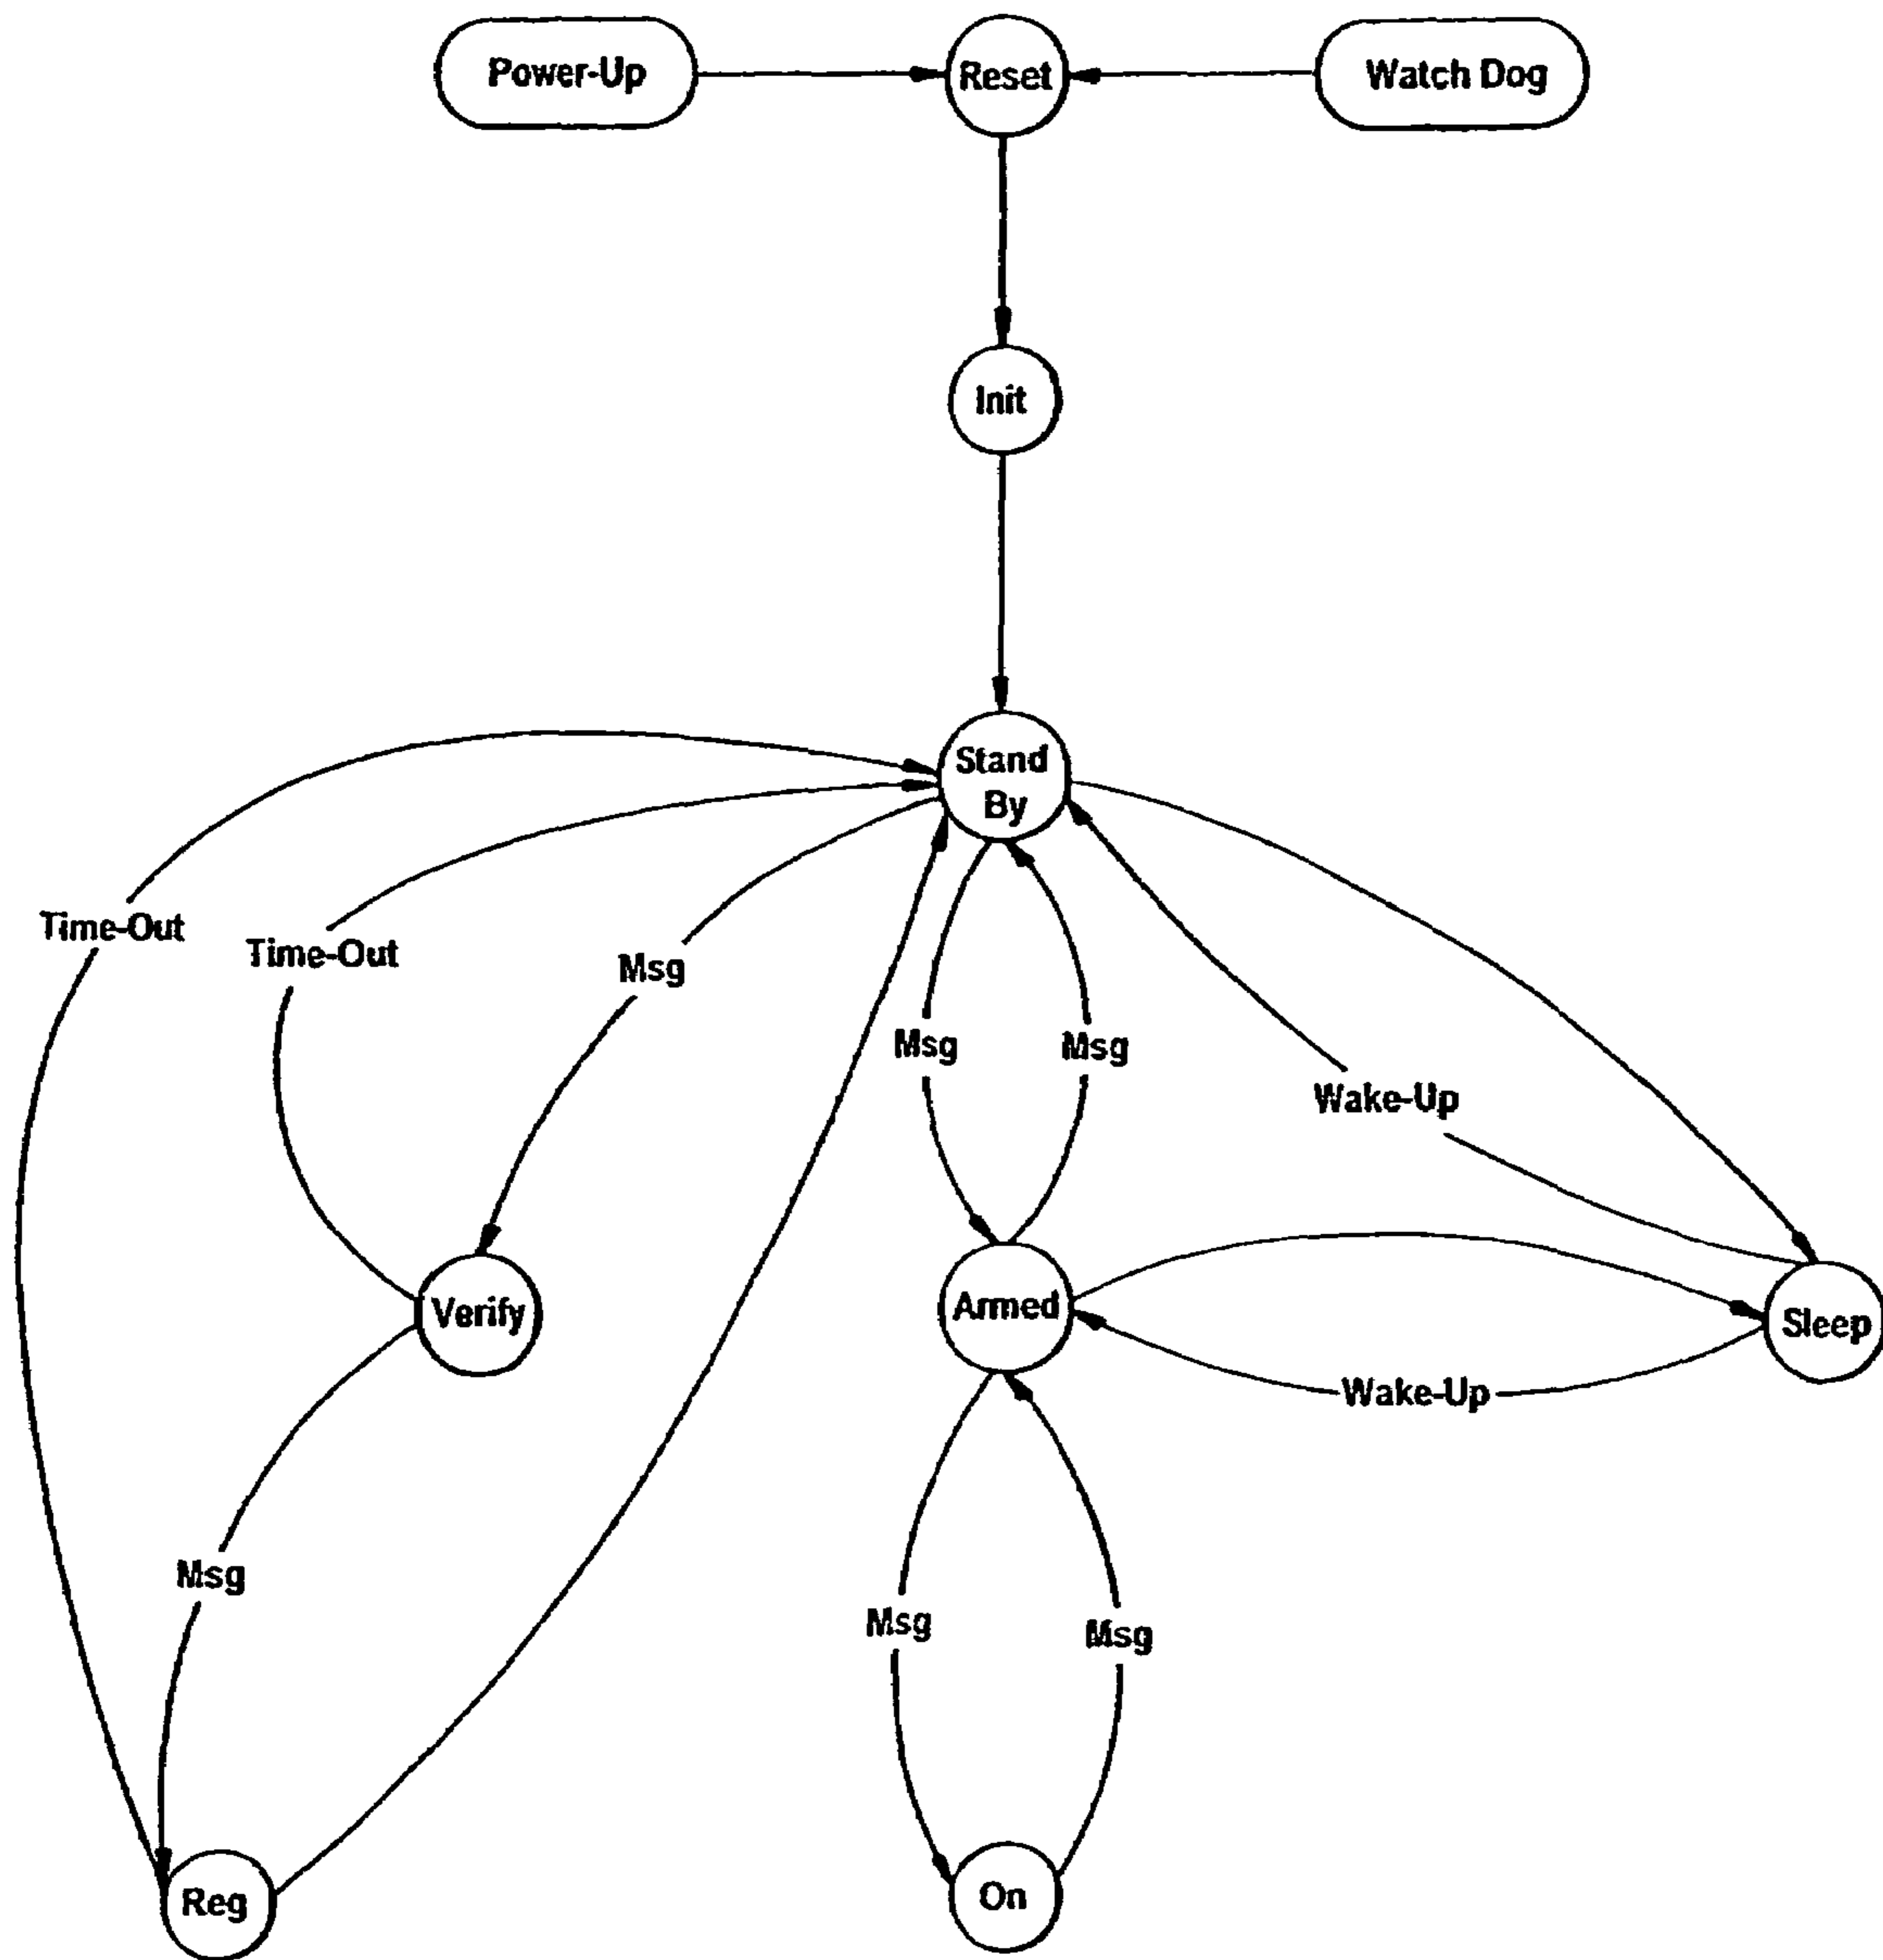 Power-Up
Reset
Watch Dog
Init
Stand
By
Time-Out
Time-Out
Msg
Msg
Msg
Wake-Up
Verify
Armed
Sleep
Wake-Up
Msg
Msg
Msg
Reg
On